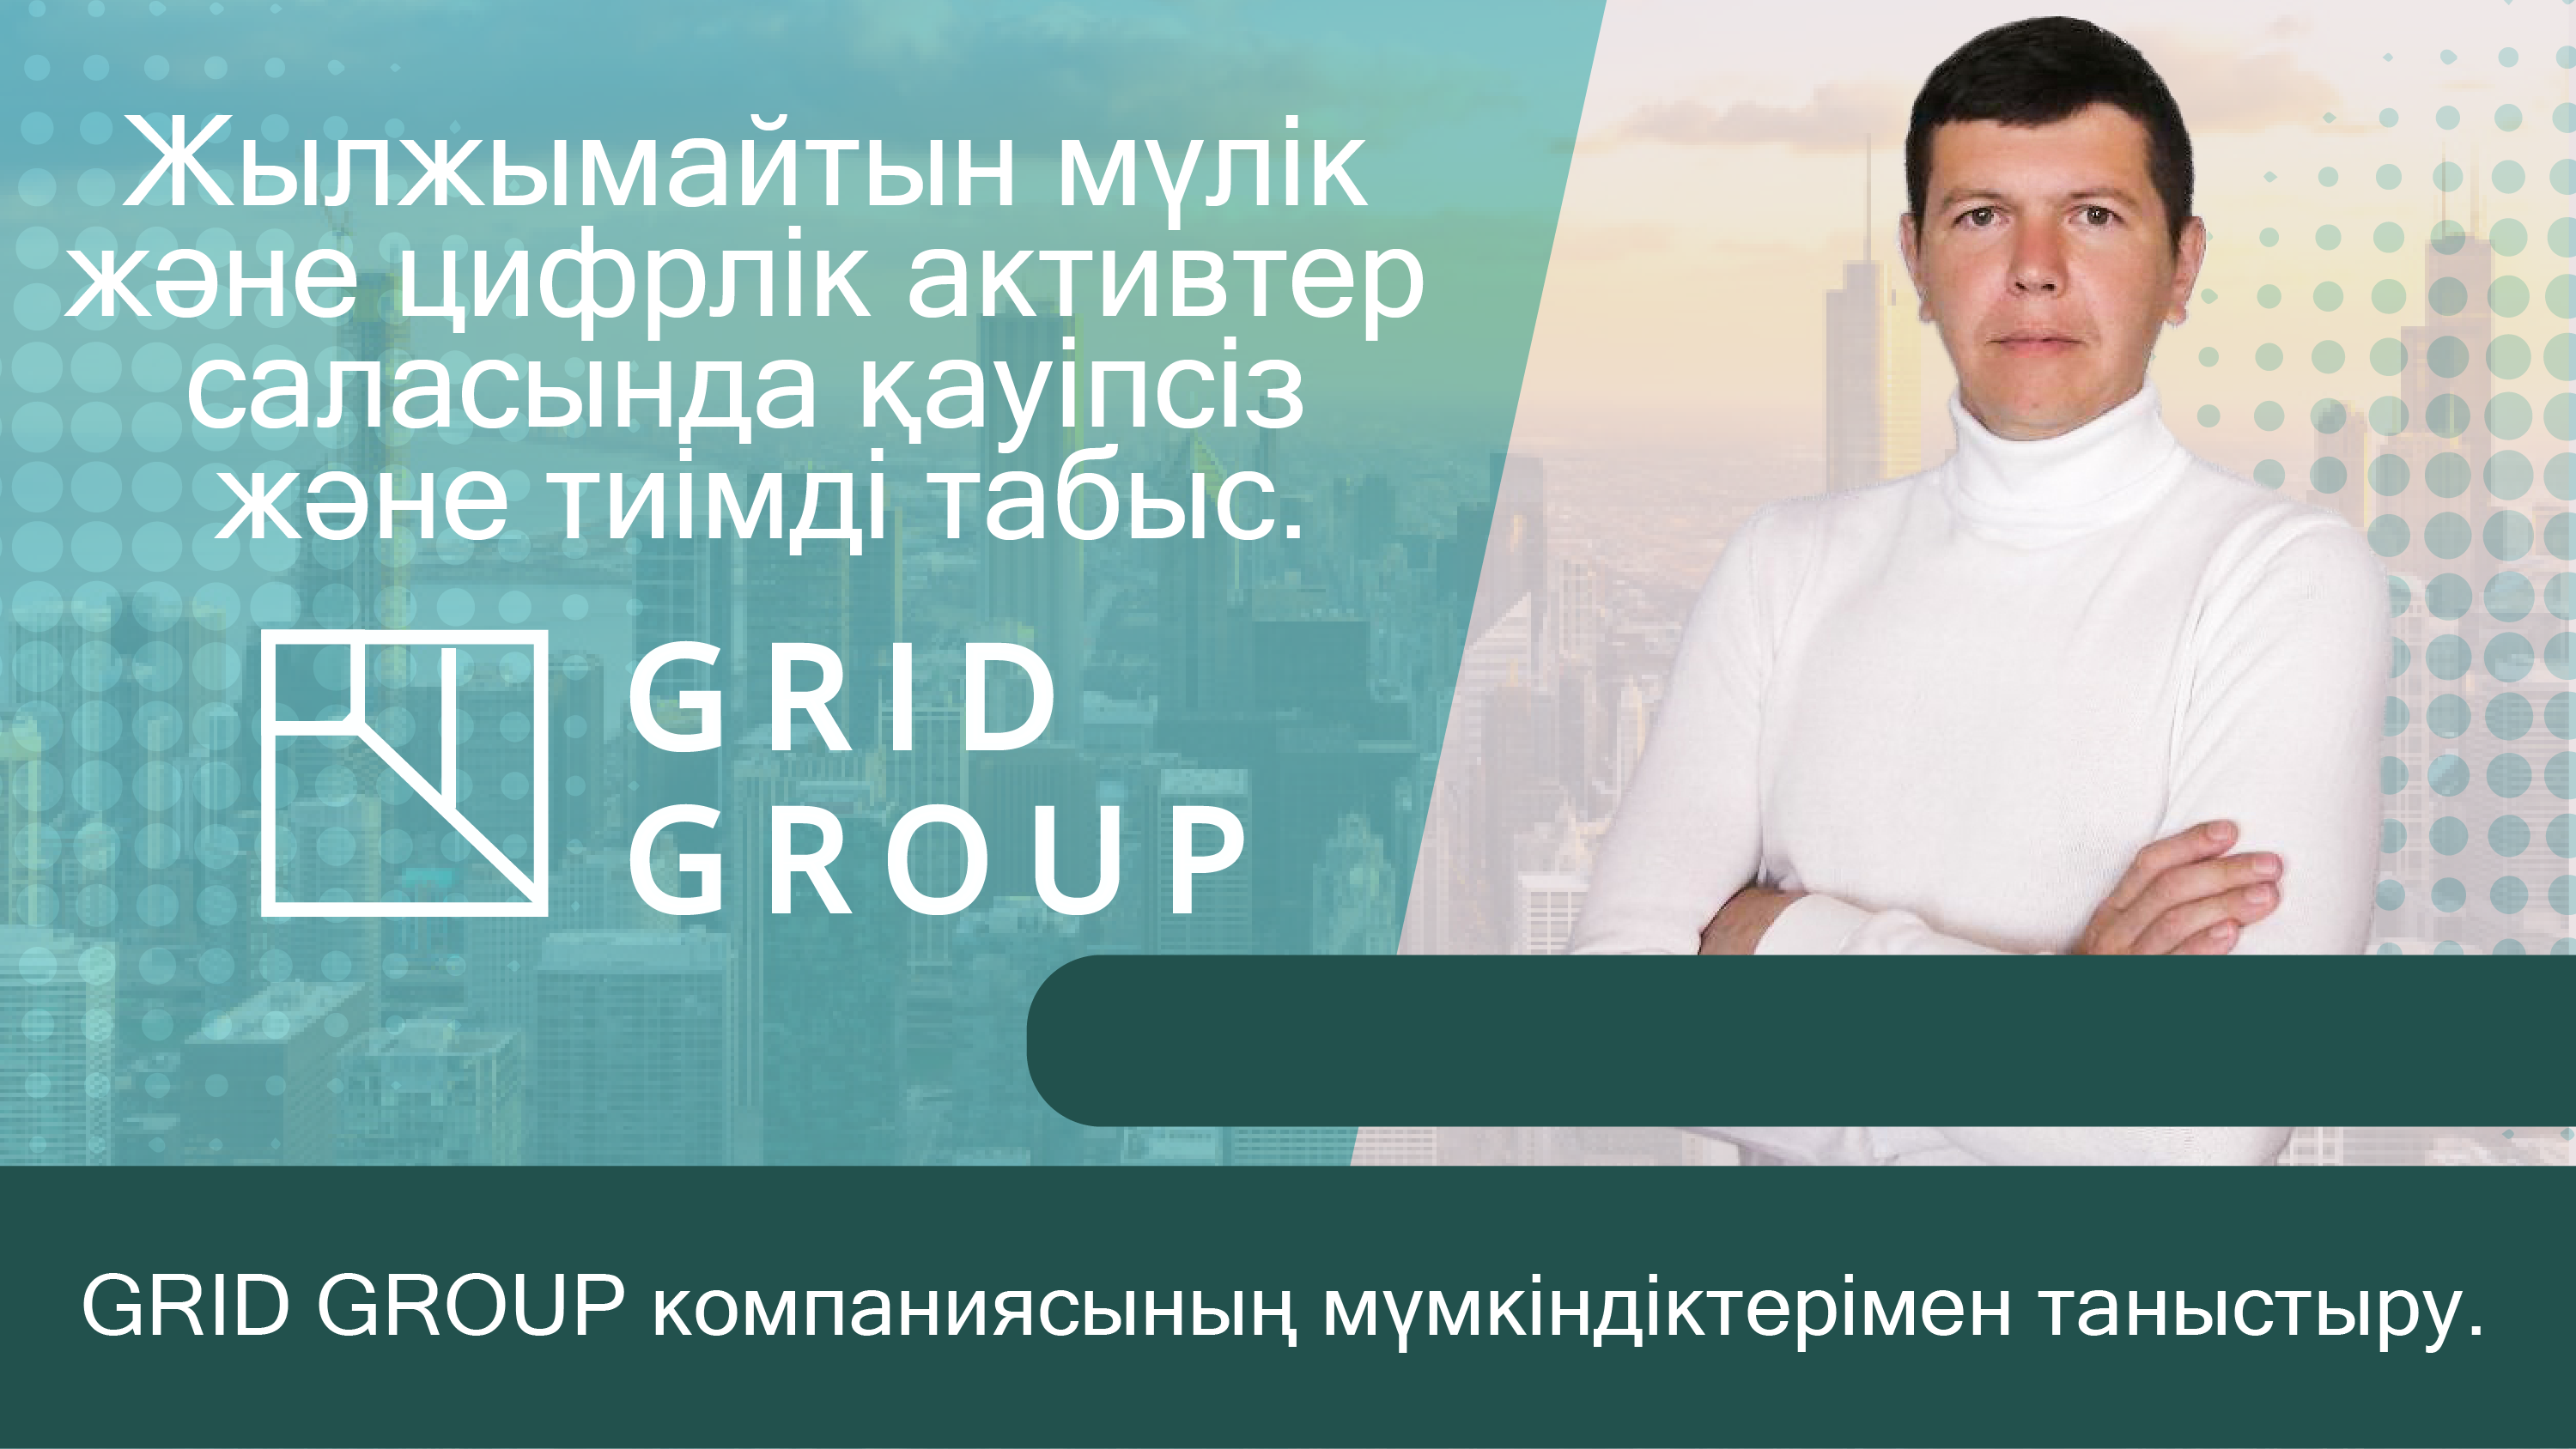 Жылжымайтын мүлік
және цифрлік активтер
саласында қауіпсіз
және тиімді табыс.
GRID
GROUP
GRID GROUP компаниясының мүмкіндіктерімен таныстыру.